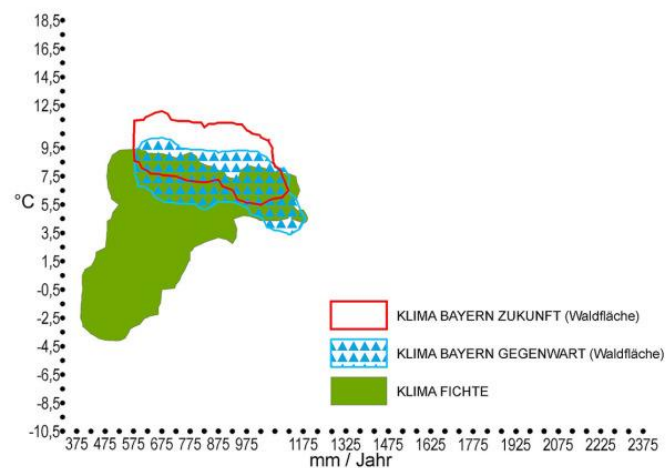 18,5
16,5
14,5
12,5
9,5
7,5
°C
5,5
3,5
1,5
-0,5
-2,5
-4,5
-6,5
-8,5
-10,5
KLIMA BAYERN ZUKUNFT (Waldfläche)
KLIMA BAYERN GEGENWART (Waldfläche)
KLIMA FICHTE
375 475 575 675 775 875 975 1175 1325 1425 1625 1775 1925 2025 2225 2375
mm / Jahr